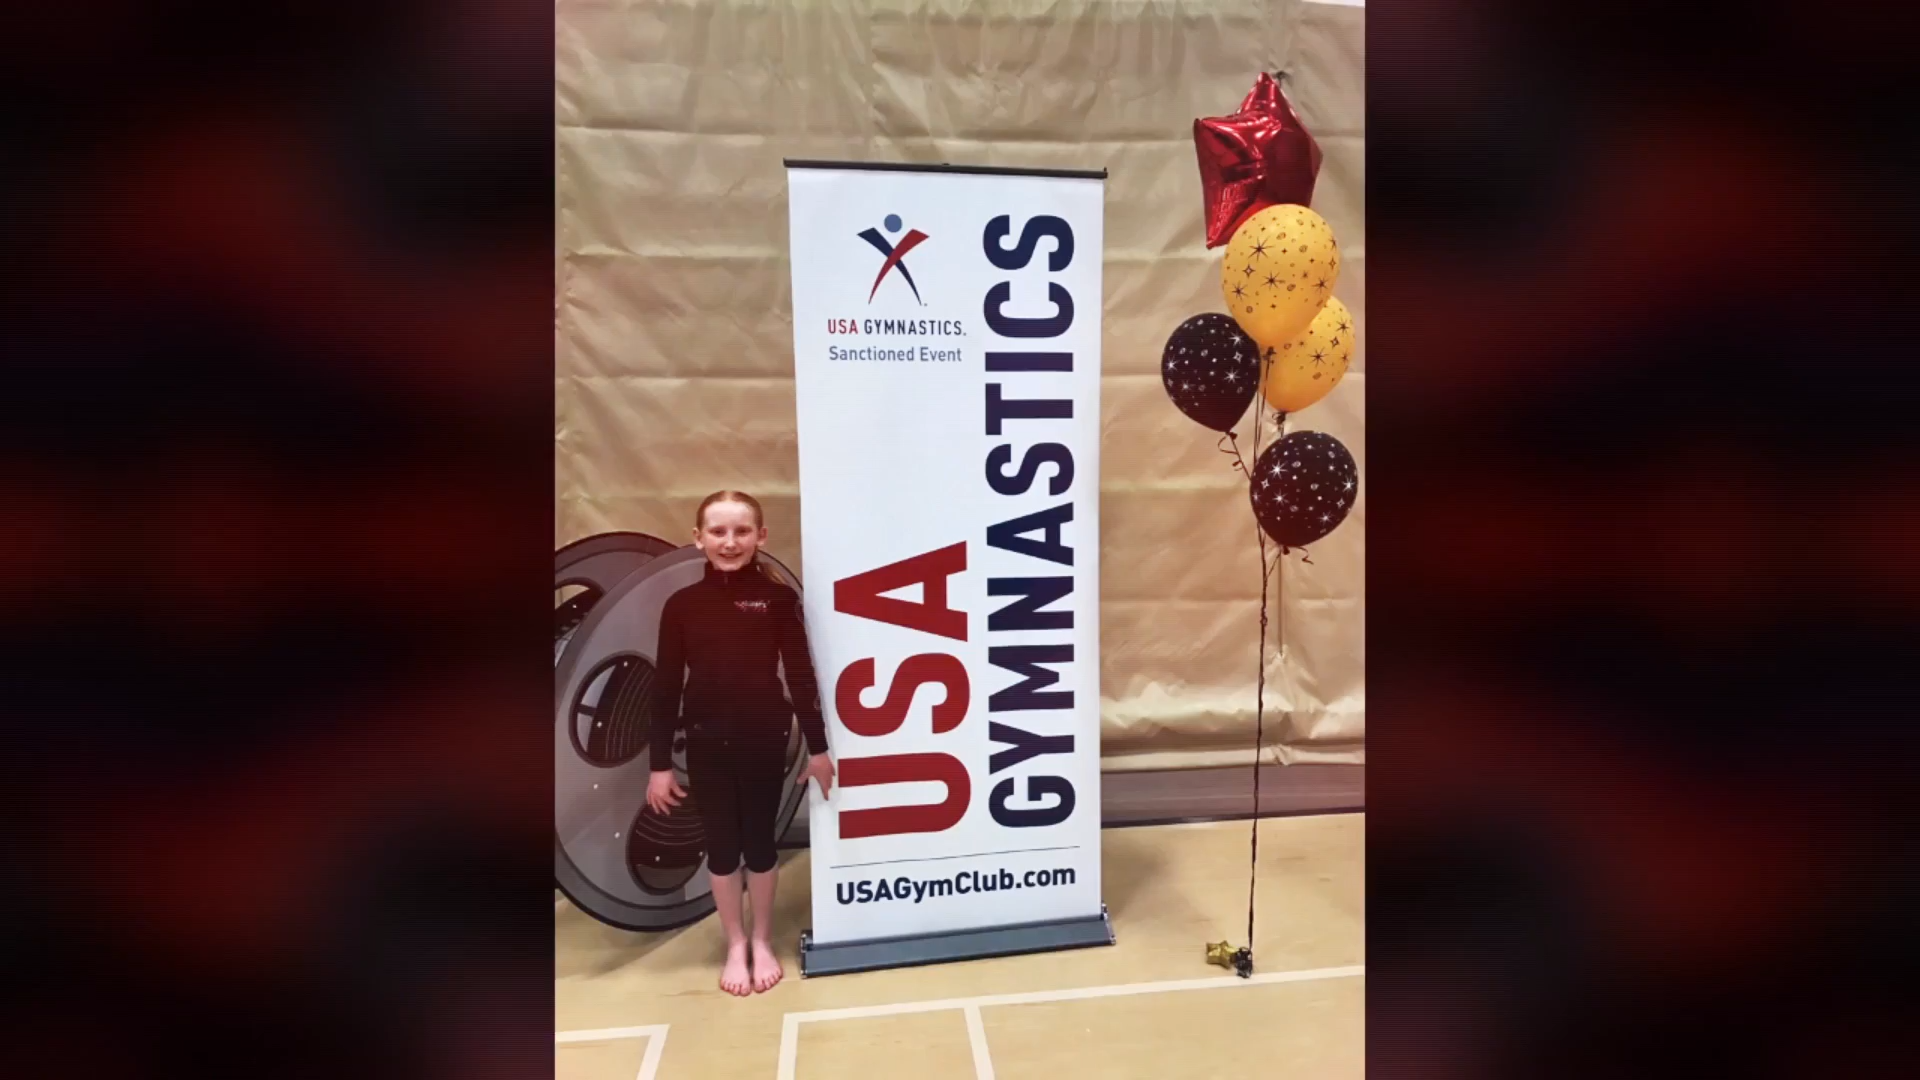 USA GYMNASTICS.
Sanctioned Event
USA
GYMNASTICS
USAGymClub.com